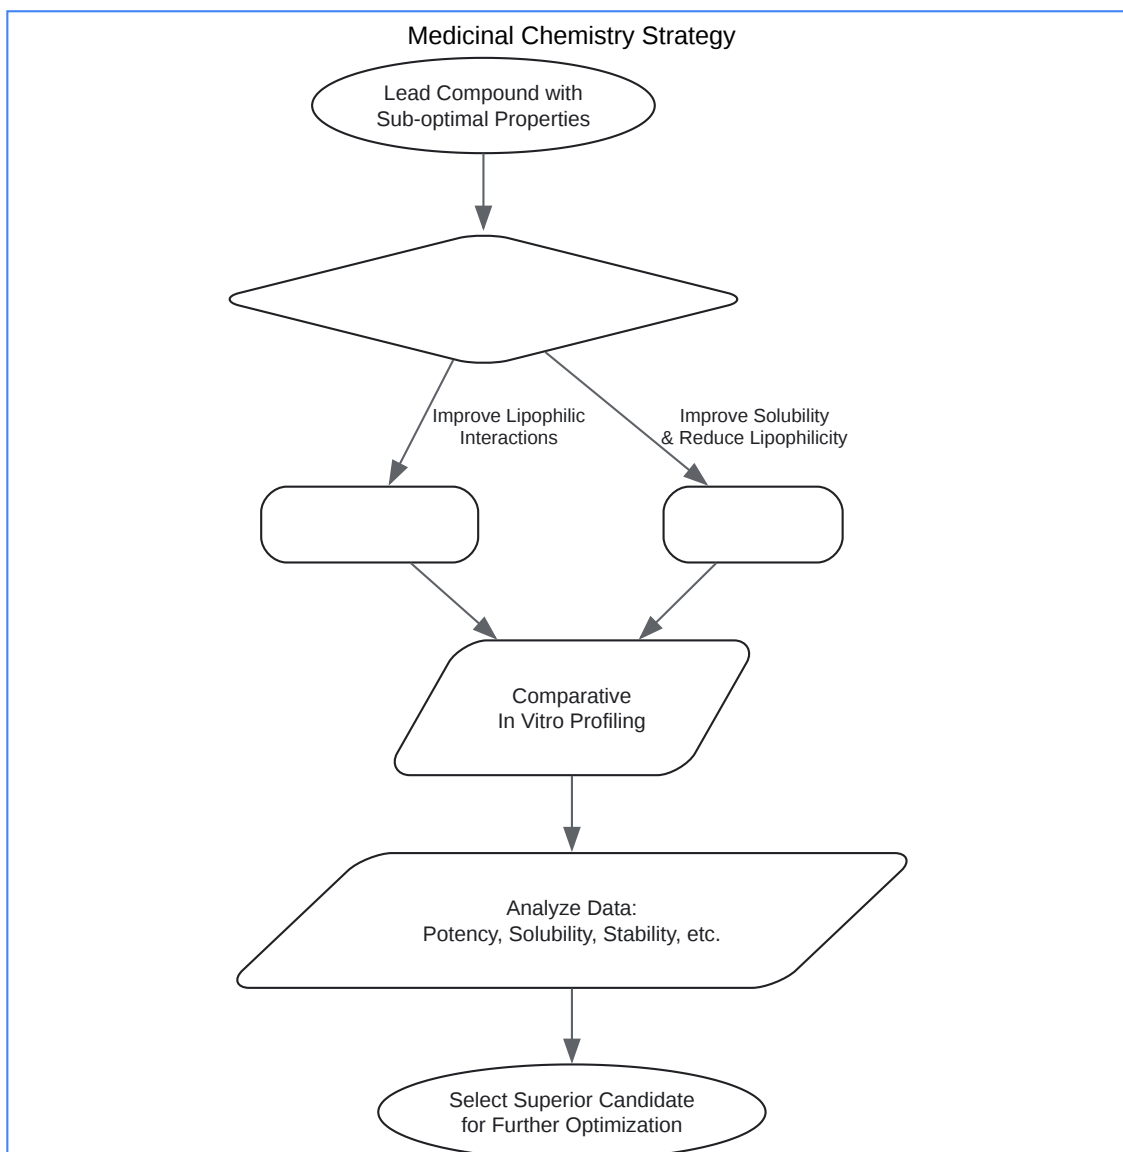 Medicinal Chemistry Strategy
Lead Compound with
Sub-optimal Properties
Improve Lipophilic
Interactions
Improve Solubility
& Reduce Lipophilicity
Comparative
In Vitro Profiling
Analyze Data:
Potency, Solubility, Stability, etc.
Select Superior Candidate
for Further Optimization